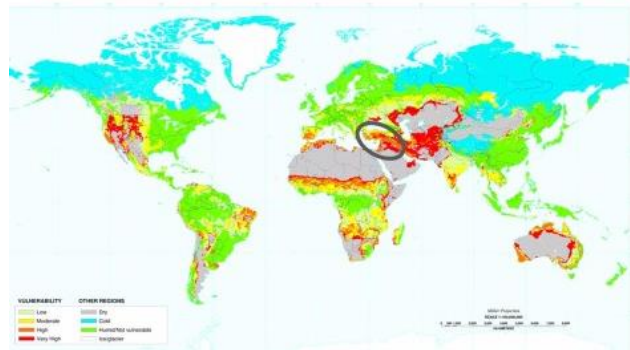 VULNERABILITY
Low
Moderate
High
Very High
OTHER REGIONS
Dry
Cold
Humid/Not vulnerable
Ice/glacier